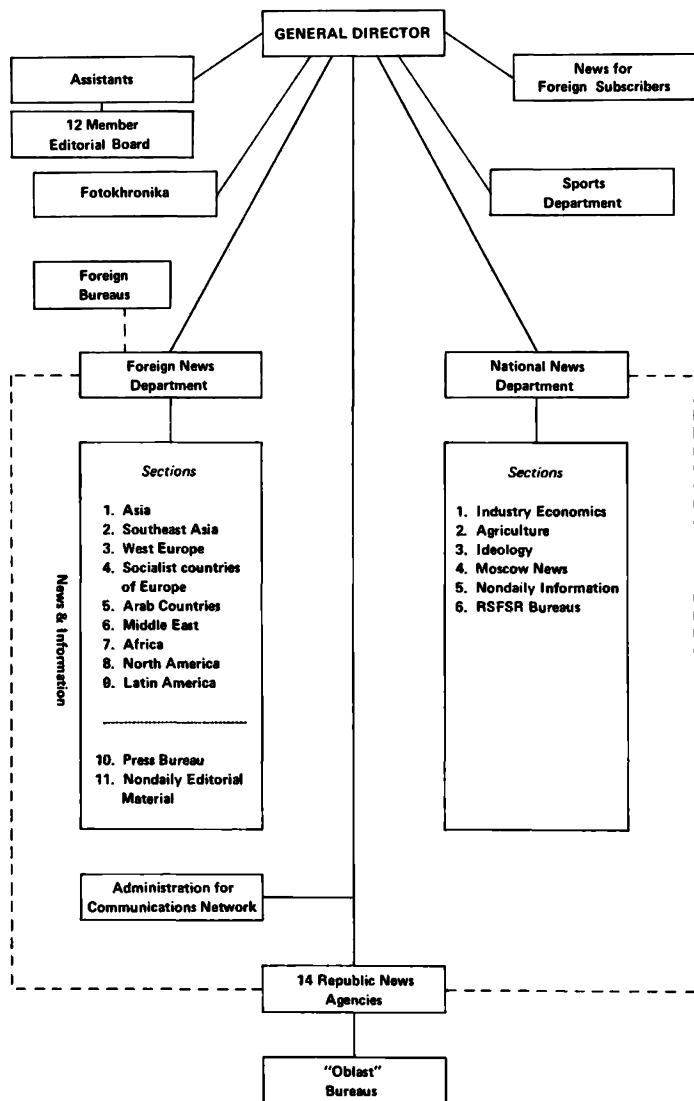 GENERAL DIRECTOR
Assistants
12 Member
Editorial Board
News for
Foreign Subscribers
Fotokhronika
Sports
Department
Foreign
Bureaus
Foreign News
Department
National News
Department
News & Information
Sections
1. Asia
2. Southeast Asia
3. West Europe
4. Socialist countries
of Europe
5. Arab Countries
6. Middle East
7. Africa
8. North America
9. Latin America
10. Press Bureau
11. Nondaily Editorial
Material
Sections
1. Industry Economics
2. Agriculture
3. Ideology
4. Moscow News
5. Nondaily Information
6. RSFSR Bureaus
Administration for
Communications Network
14 Republic News
Agencies
"Oblast"
Bureaus